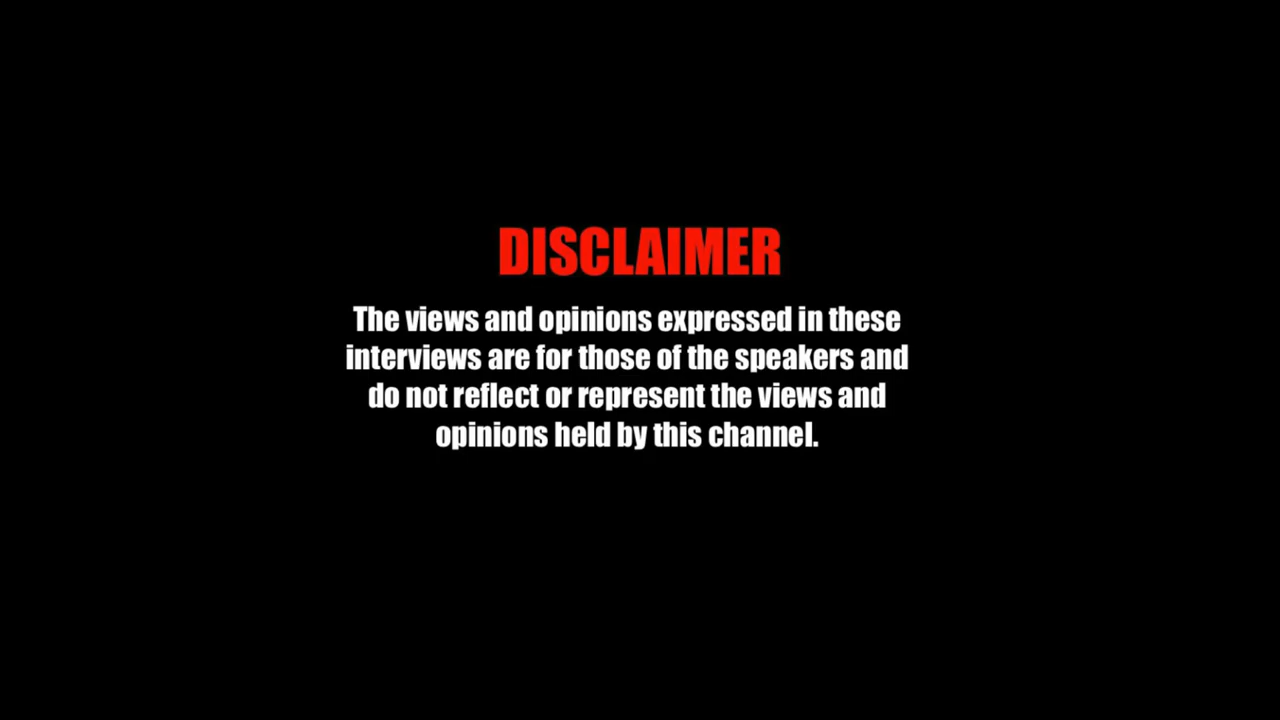 DISCLAIMER
The views and opinions expressed in these
interviews are for those of the speakers and
do not reflect or represent the views and
opinions held by this channel.